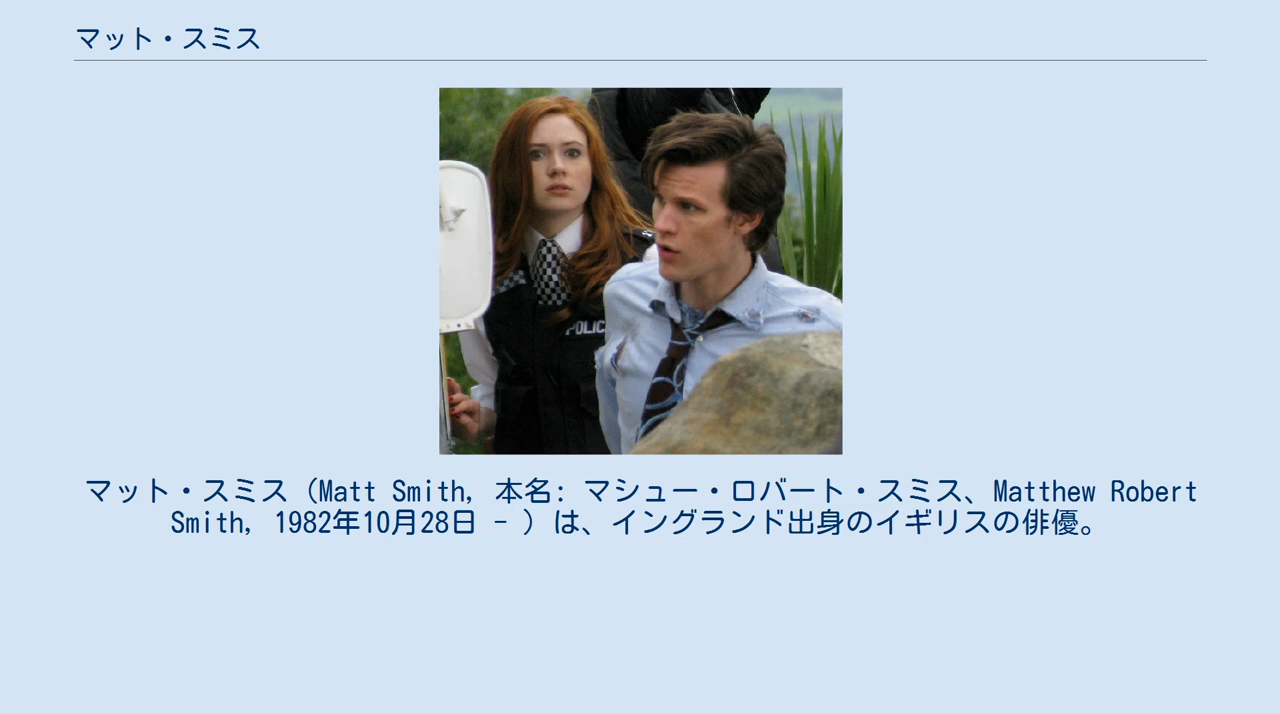 マット・スミス
POLIC
マット・スミス (Matt Smith, 本名: マシュー・ロバート・スミス、Matthew Robert
Smith, 1982年10月28日 - ）は、イングランド出身のイギリスの俳優。